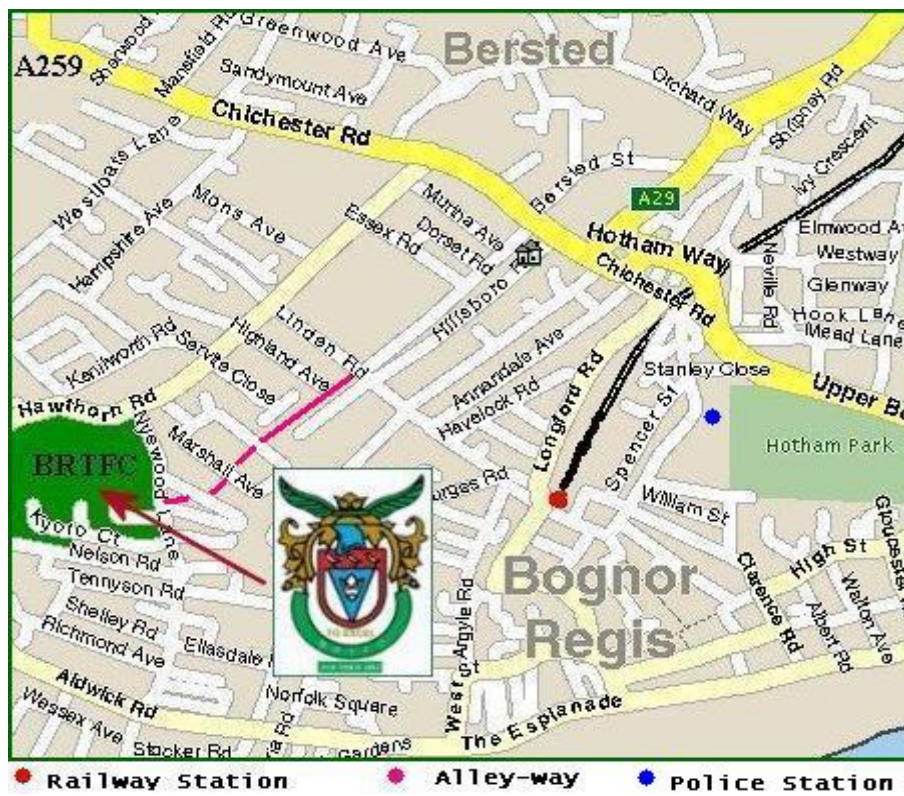 Greenwood Ave
Bersted
Sherwood Rd
Mansfield Rd
A259
Sandymount Ave
Orchard Way
Shripney Rd
Chichester Rd
Ivy Crescent
Westloats Lane
Bersted St
A29
Mons Ave
Murtha Ave
Essex Rd
Dorset Rd
Hampshire Ave
Hotham Way
Elmwood Av
Westway
Neville Rd
Glenway
Chichester Rd
Hillsboro Rd
Linden Rd
Hook Lane
Mead Lane
Highland Ave
Kenilworth Rd
Servite Close
Annandale Ave
Stanley Close
Longford Rd
Havelock Rd
Upper Bo
Hawthorn Rd
Nyewood Lane
Spencer St
Hotham Park
Marshall Ave
BRTFC
urges Rd
William St
Kyoto Ct
Nelson Rd
Gloucester
High St
Tennyson Rd
Bognor
Regis
Clarence Rd
Walton Ave
Albert Rd
Shelley Rd
Richmond Ave
Ellasdale
Argyle Rd
West
st
Aldwick Rd
Norfolk Square
The Esplanade
Wessex Ave
Stocker Rd
Gardens
Railway Station
Alley-way
Police Station